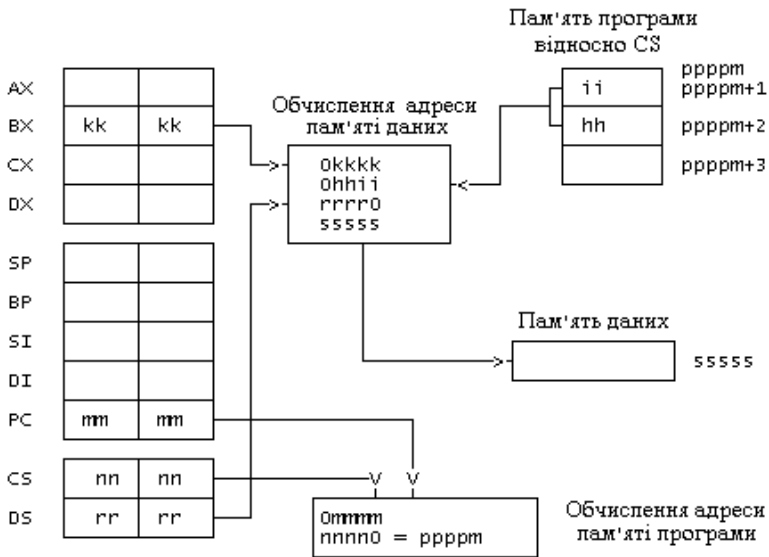 Пам'ять програми
відносно CS
ppppm
AX
ii
ppppm+1
Обчиспення адреси
пам'яті даних
BX kk kk
hh
ppppm+2
CX
0kkkk
ppppm+3
0hhii
DX
rrrr0
sssss
SP
BP
Пам'ять даних
SI
sssss
DI
PC mm mm
CS nn nn
V V
DS rr rr
0mmmm
nnnn0 = ppppm
Обчиспення адреси
пам'яті програми